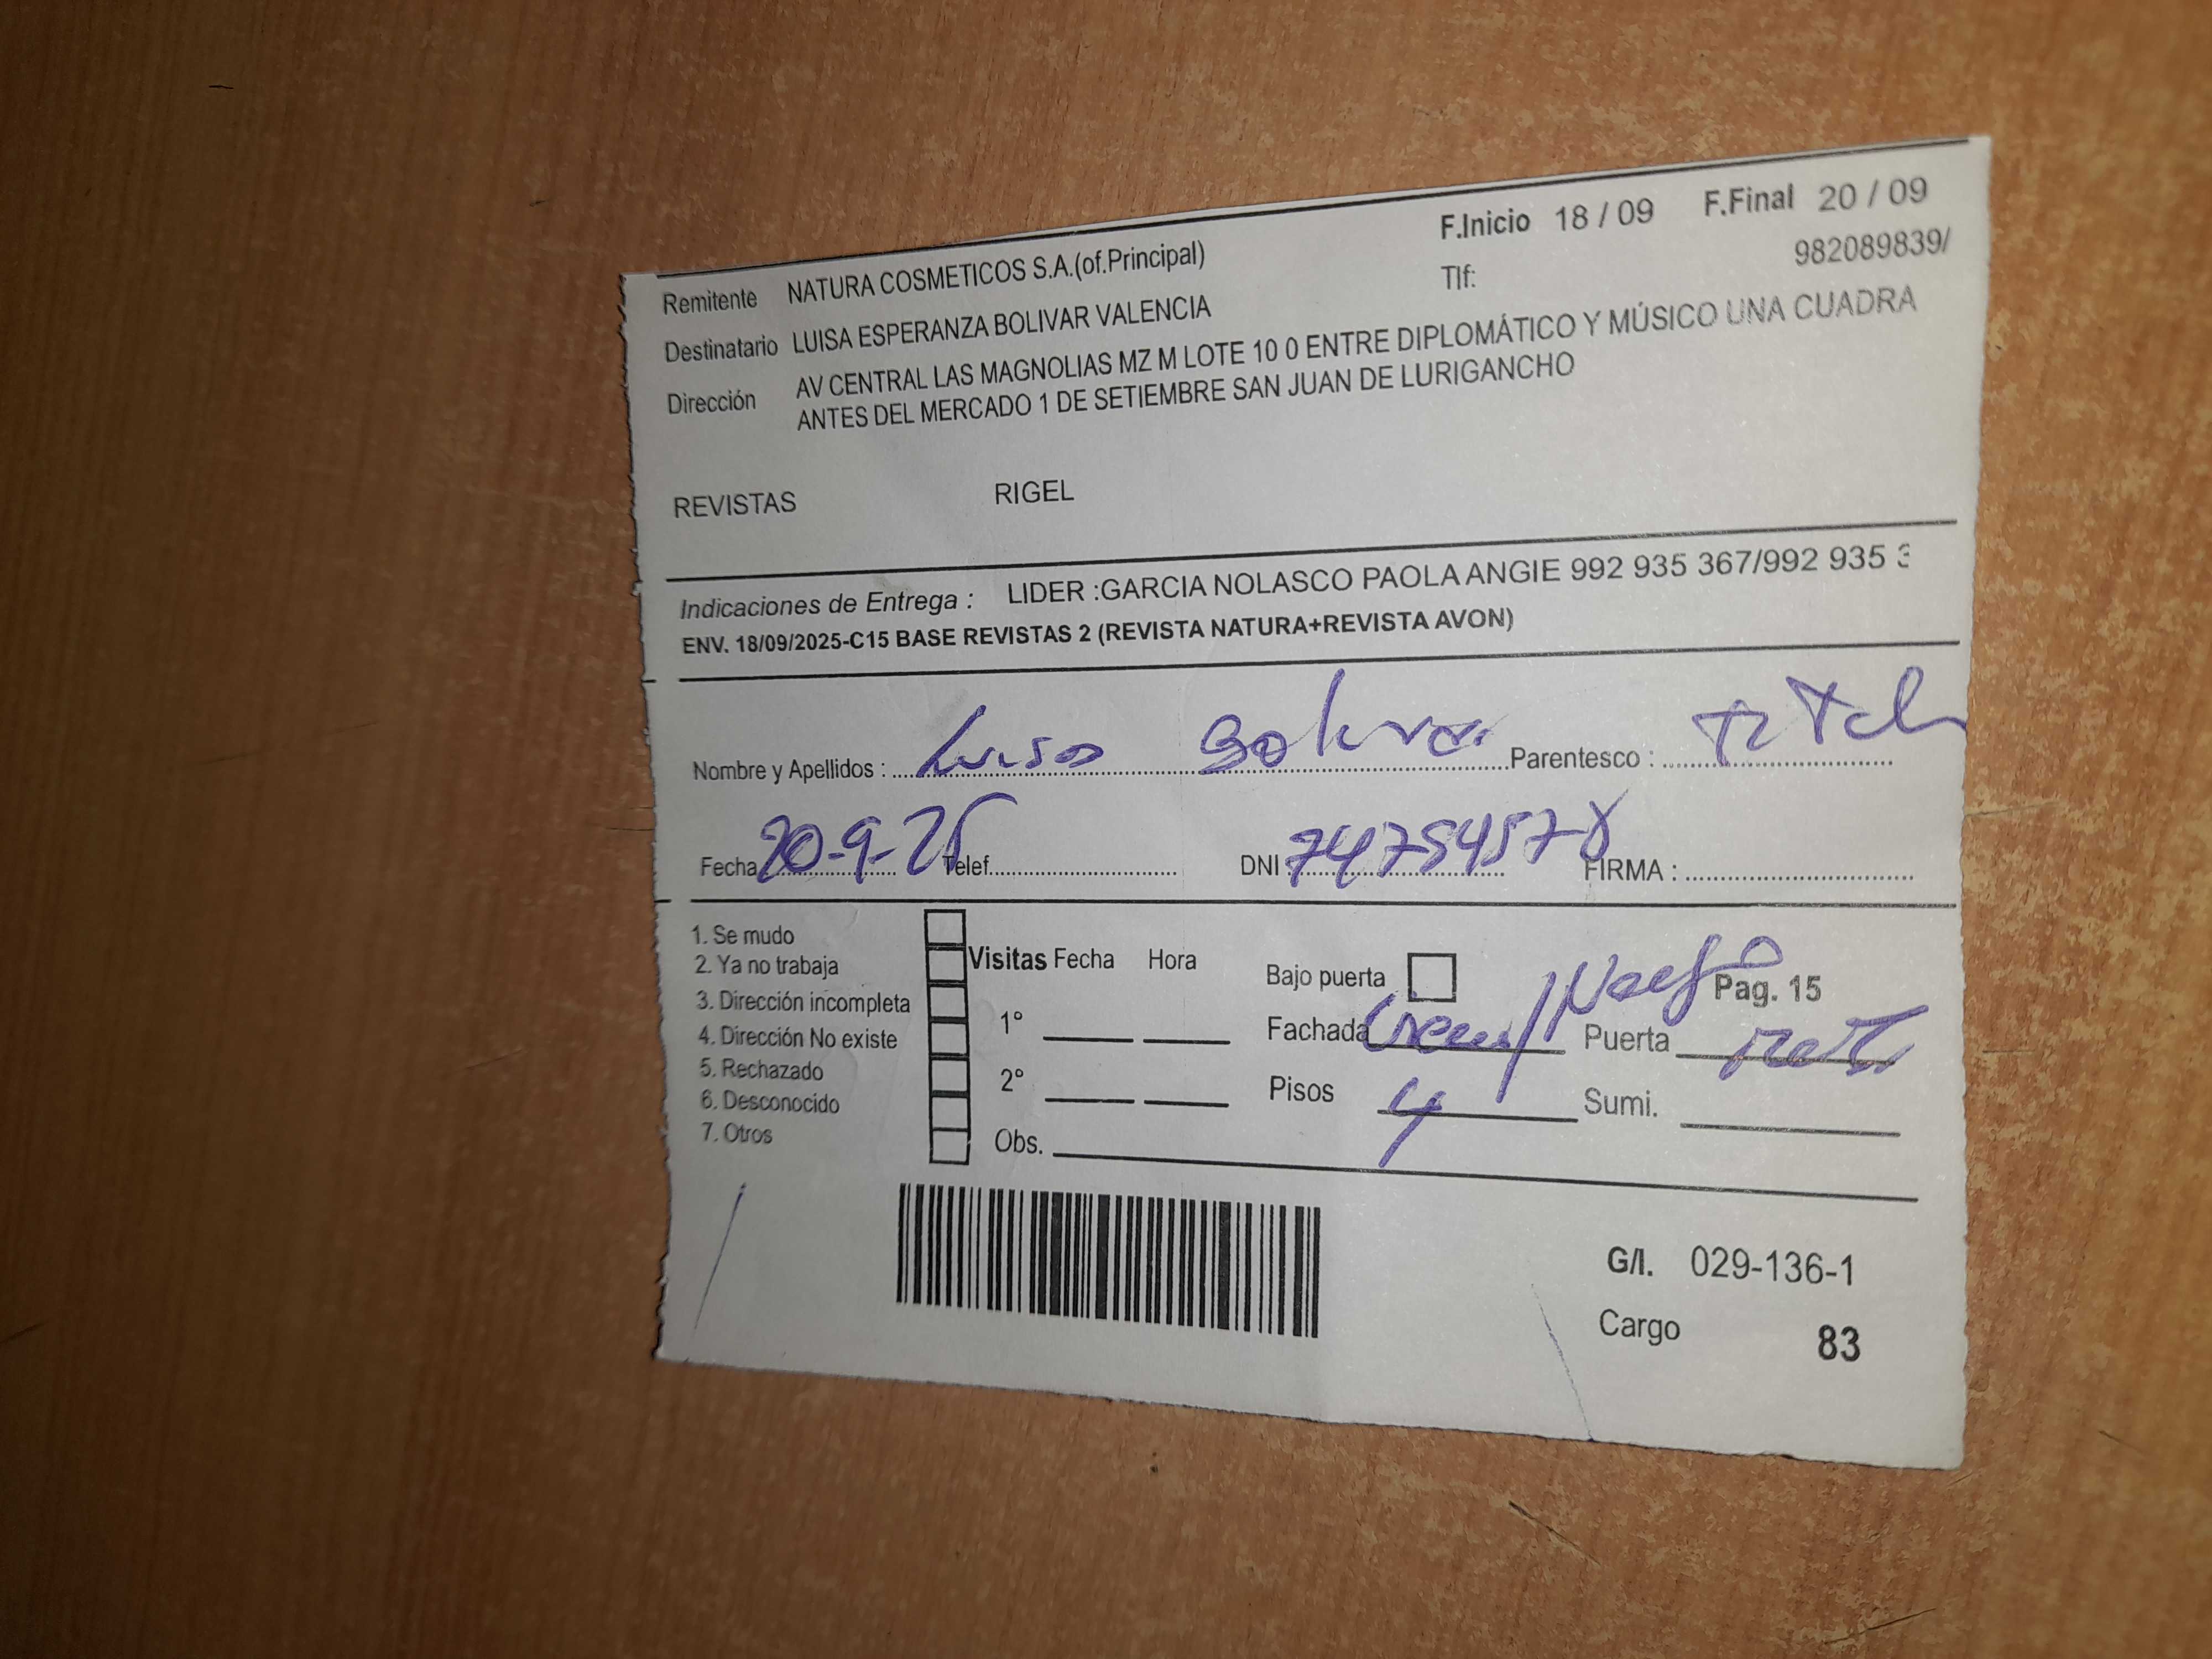 F.Inicio 18 / 09 F.Final 20 / 09
Remitente NATURA COSMETICOS S.A.(of.Principal) Tlf: 982089839/
Destinatario LUISA ESPERANZA BOLIVAR VALENCIA
Dirección AV CENTRAL LAS MAGNOLIAS MZ M LOTE 10 0 ENTRE DIPLOMÁTICO Y MÚSICO UNA CUADRA
ANTES DEL MERCADO 1 DE SETIEMBRE SAN JUAN DE LURIGANCHO
REVISTAS RIGEL
Indicaciones de Entrega : LIDER :GARCIA NOLASCO PAOLA ANGIE 992 935 367/992 935 3
ENV. 18/09/2025-C15 BASE REVISTAS 2 (REVISTA NATURA+REVISTA AVON)
Nombre y Apellidos : Luisa Bolivar Parentesco :
Fecha 20-9-25 Telef. DNI 74754578 FIRMA :
1. Se mudo
2. Ya no trabaja Visitas Fecha Hora Bajo puerta Pag. 15
3. Dirección incompleta
4. Dirección No existe 1° Fachada Crema/ Puerta
5. Rechazado
6. Desconocido 2° Pisos 4 Sumi.
7. Otros Obs.
G/I. 029-136-1
Cargo 83